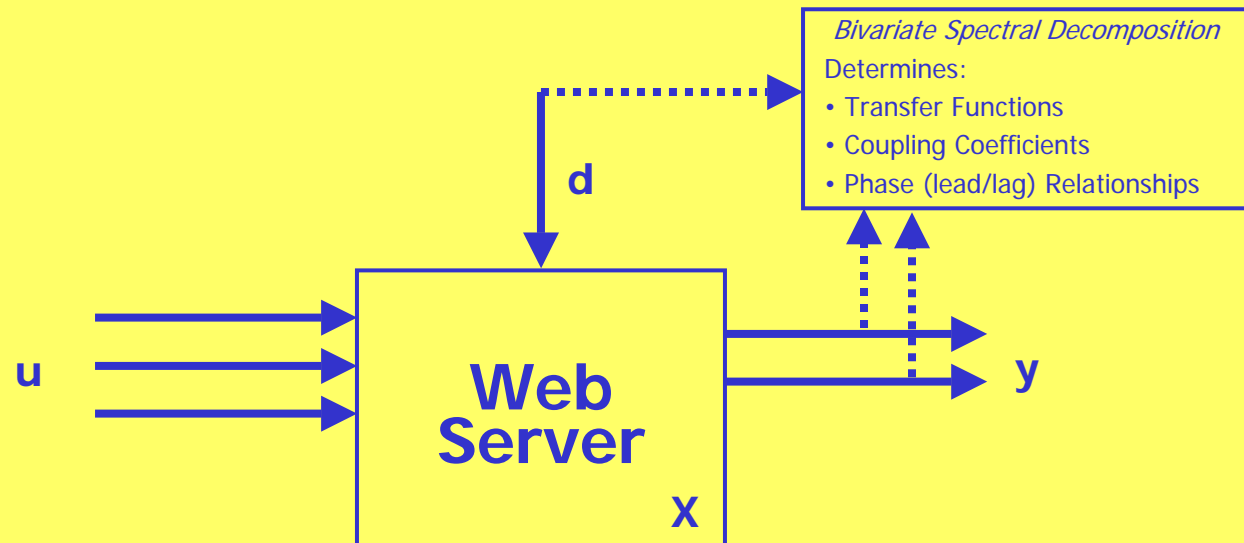 Bivariate Spectral Decomposition
Determines:
• Transfer Functions
• Coupling Coefficients
• Phase (lead/lag) Relationships
d
u
Web
Server
y
X